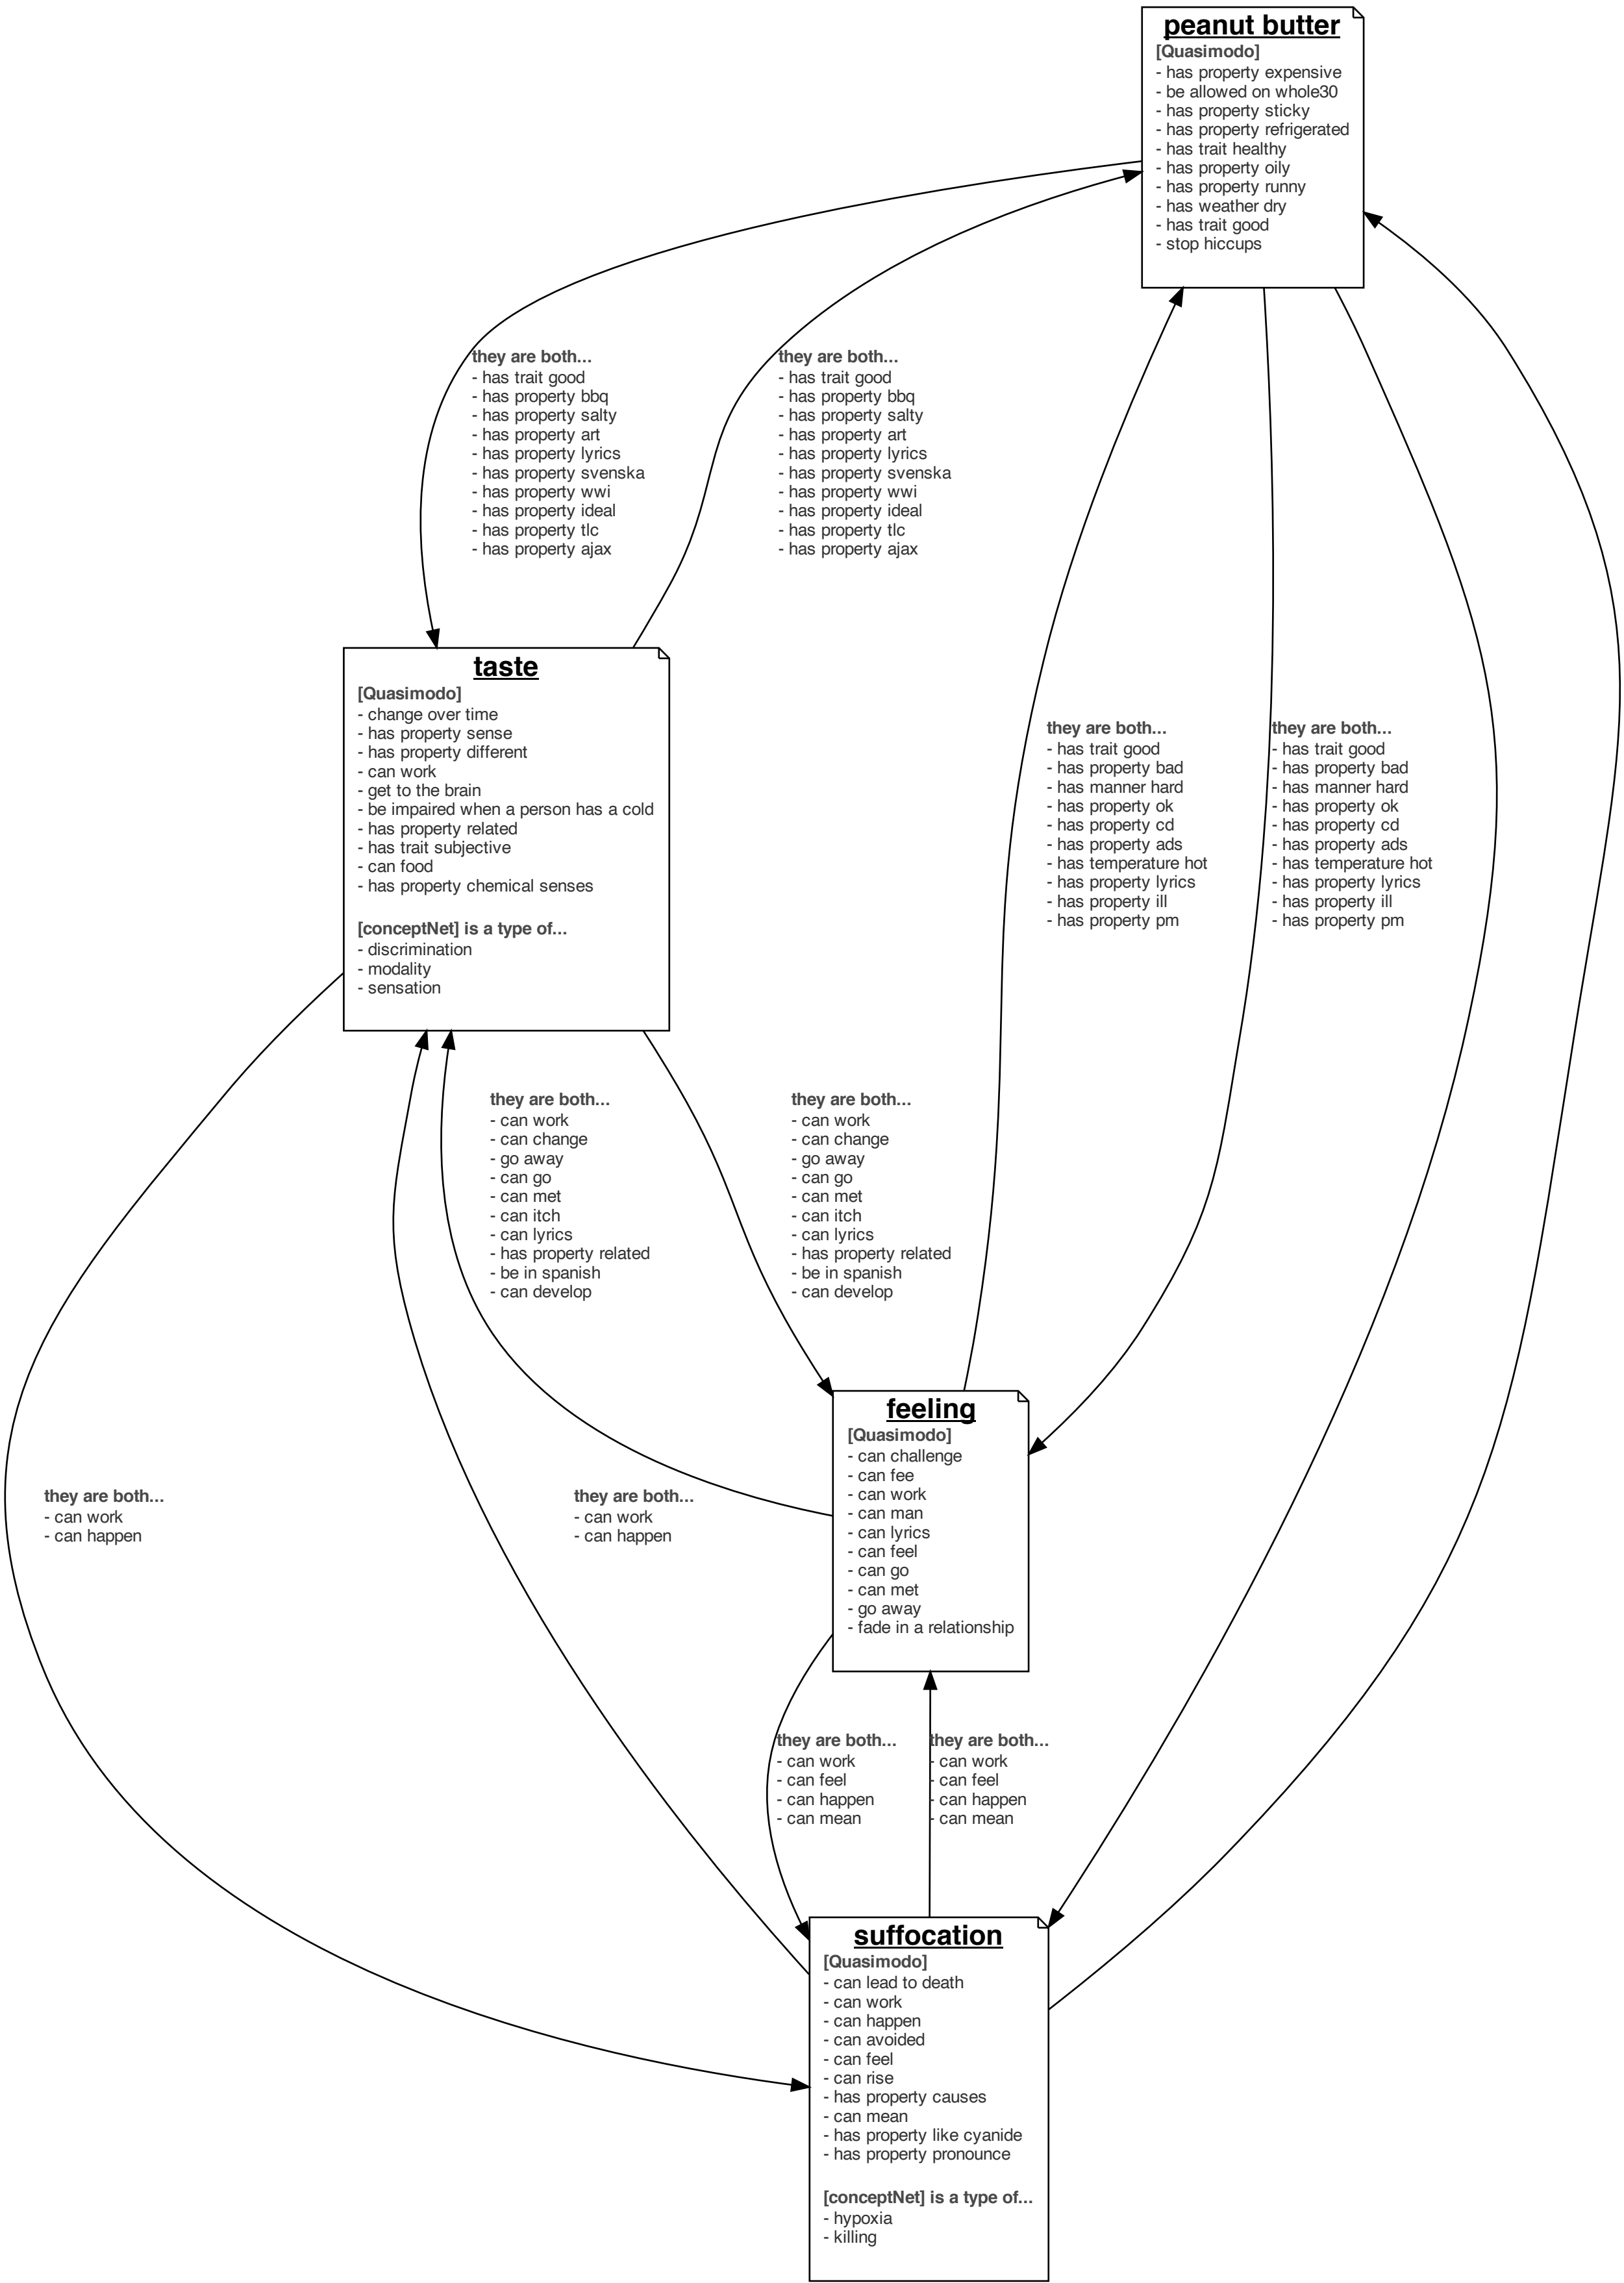 peanut butter
[Quasimodo]
- has property expensive
- be allowed on whole30
- has property sticky
- has property refrigerated
- has trait healthy
- has property oily
- has property runny
- has weather dry
- has trait good
- stop hiccups
they are both...
- has trait good
- has property bbq
- has property salty
- has property art
- has property lyrics
- has property svenska
- has property wwi
- has property ideal
- has property tlc
- has property ajax
they are both...
- has trait good
- has property bbq
- has property salty
- has property art
- has property lyrics
- has property svenska
- has property wwi
- has property ideal
- has property tlc
- has property ajax
taste
[Quasimodo]
- change over time
- has property sense
- has property different
- can work
- get to the brain
- be impaired when a person has a cold
- has property related
- has trait subjective
- can food
- has property chemical senses
[conceptNet] is a type of...
- discrimination
- modality
- sensation
they are both...
- has trait good
- has property bad
- has manner hard
- has property ok
- has property cd
- has property ads
- has temperature hot
- has property lyrics
- has property ill
- has property pm
they are both...
- has trait good
- has property bad
- has manner hard
- has property ok
- has property cd
- has property ads
- has temperature hot
- has property lyrics
- has property ill
- has property pm
they are both...
- can work
- can change
- go away
- can go
- can met
- can itch
- can lyrics
- has property related
- be in spanish
- can develop
they are both...
- can work
- can change
- go away
- can go
- can met
- can itch
- can lyrics
- has property related
- be in spanish
- can develop
feeling
[Quasimodo]
- can challenge
- can fee
- can work
- can man
- can lyrics
- can feel
- can go
- can met
- go away
- fade in a relationship
they are both...
- can work
- can happen
they are both...
- can work
- can happen
they are both...
- can work
- can feel
- can happen
- can mean
they are both...
- can work
- can feel
- can happen
- can mean
suffocation
[Quasimodo]
- can lead to death
- can work
- can happen
- can avoided
- can feel
- can rise
- has property causes
- can mean
- has property like cyanide
- has property pronounce
[conceptNet] is a type of...
- hypoxia
- killing